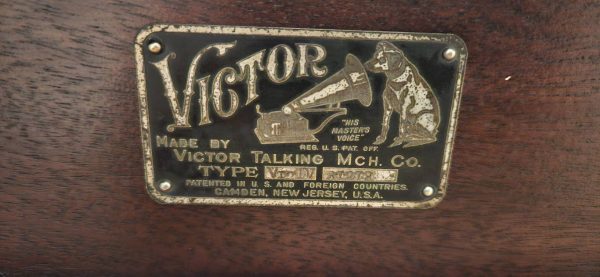 VICTOR
"HIS
MASTER'S
VOICE"
REG. U.S. PAT. OFF.
MADE BY
VICTOR TALKING MCH. CO.
TYPE
PATENTED IN U.S. AND FOREIGN COUNTRIES.
CAMDEN, NEW JERSEY, U.S.A.